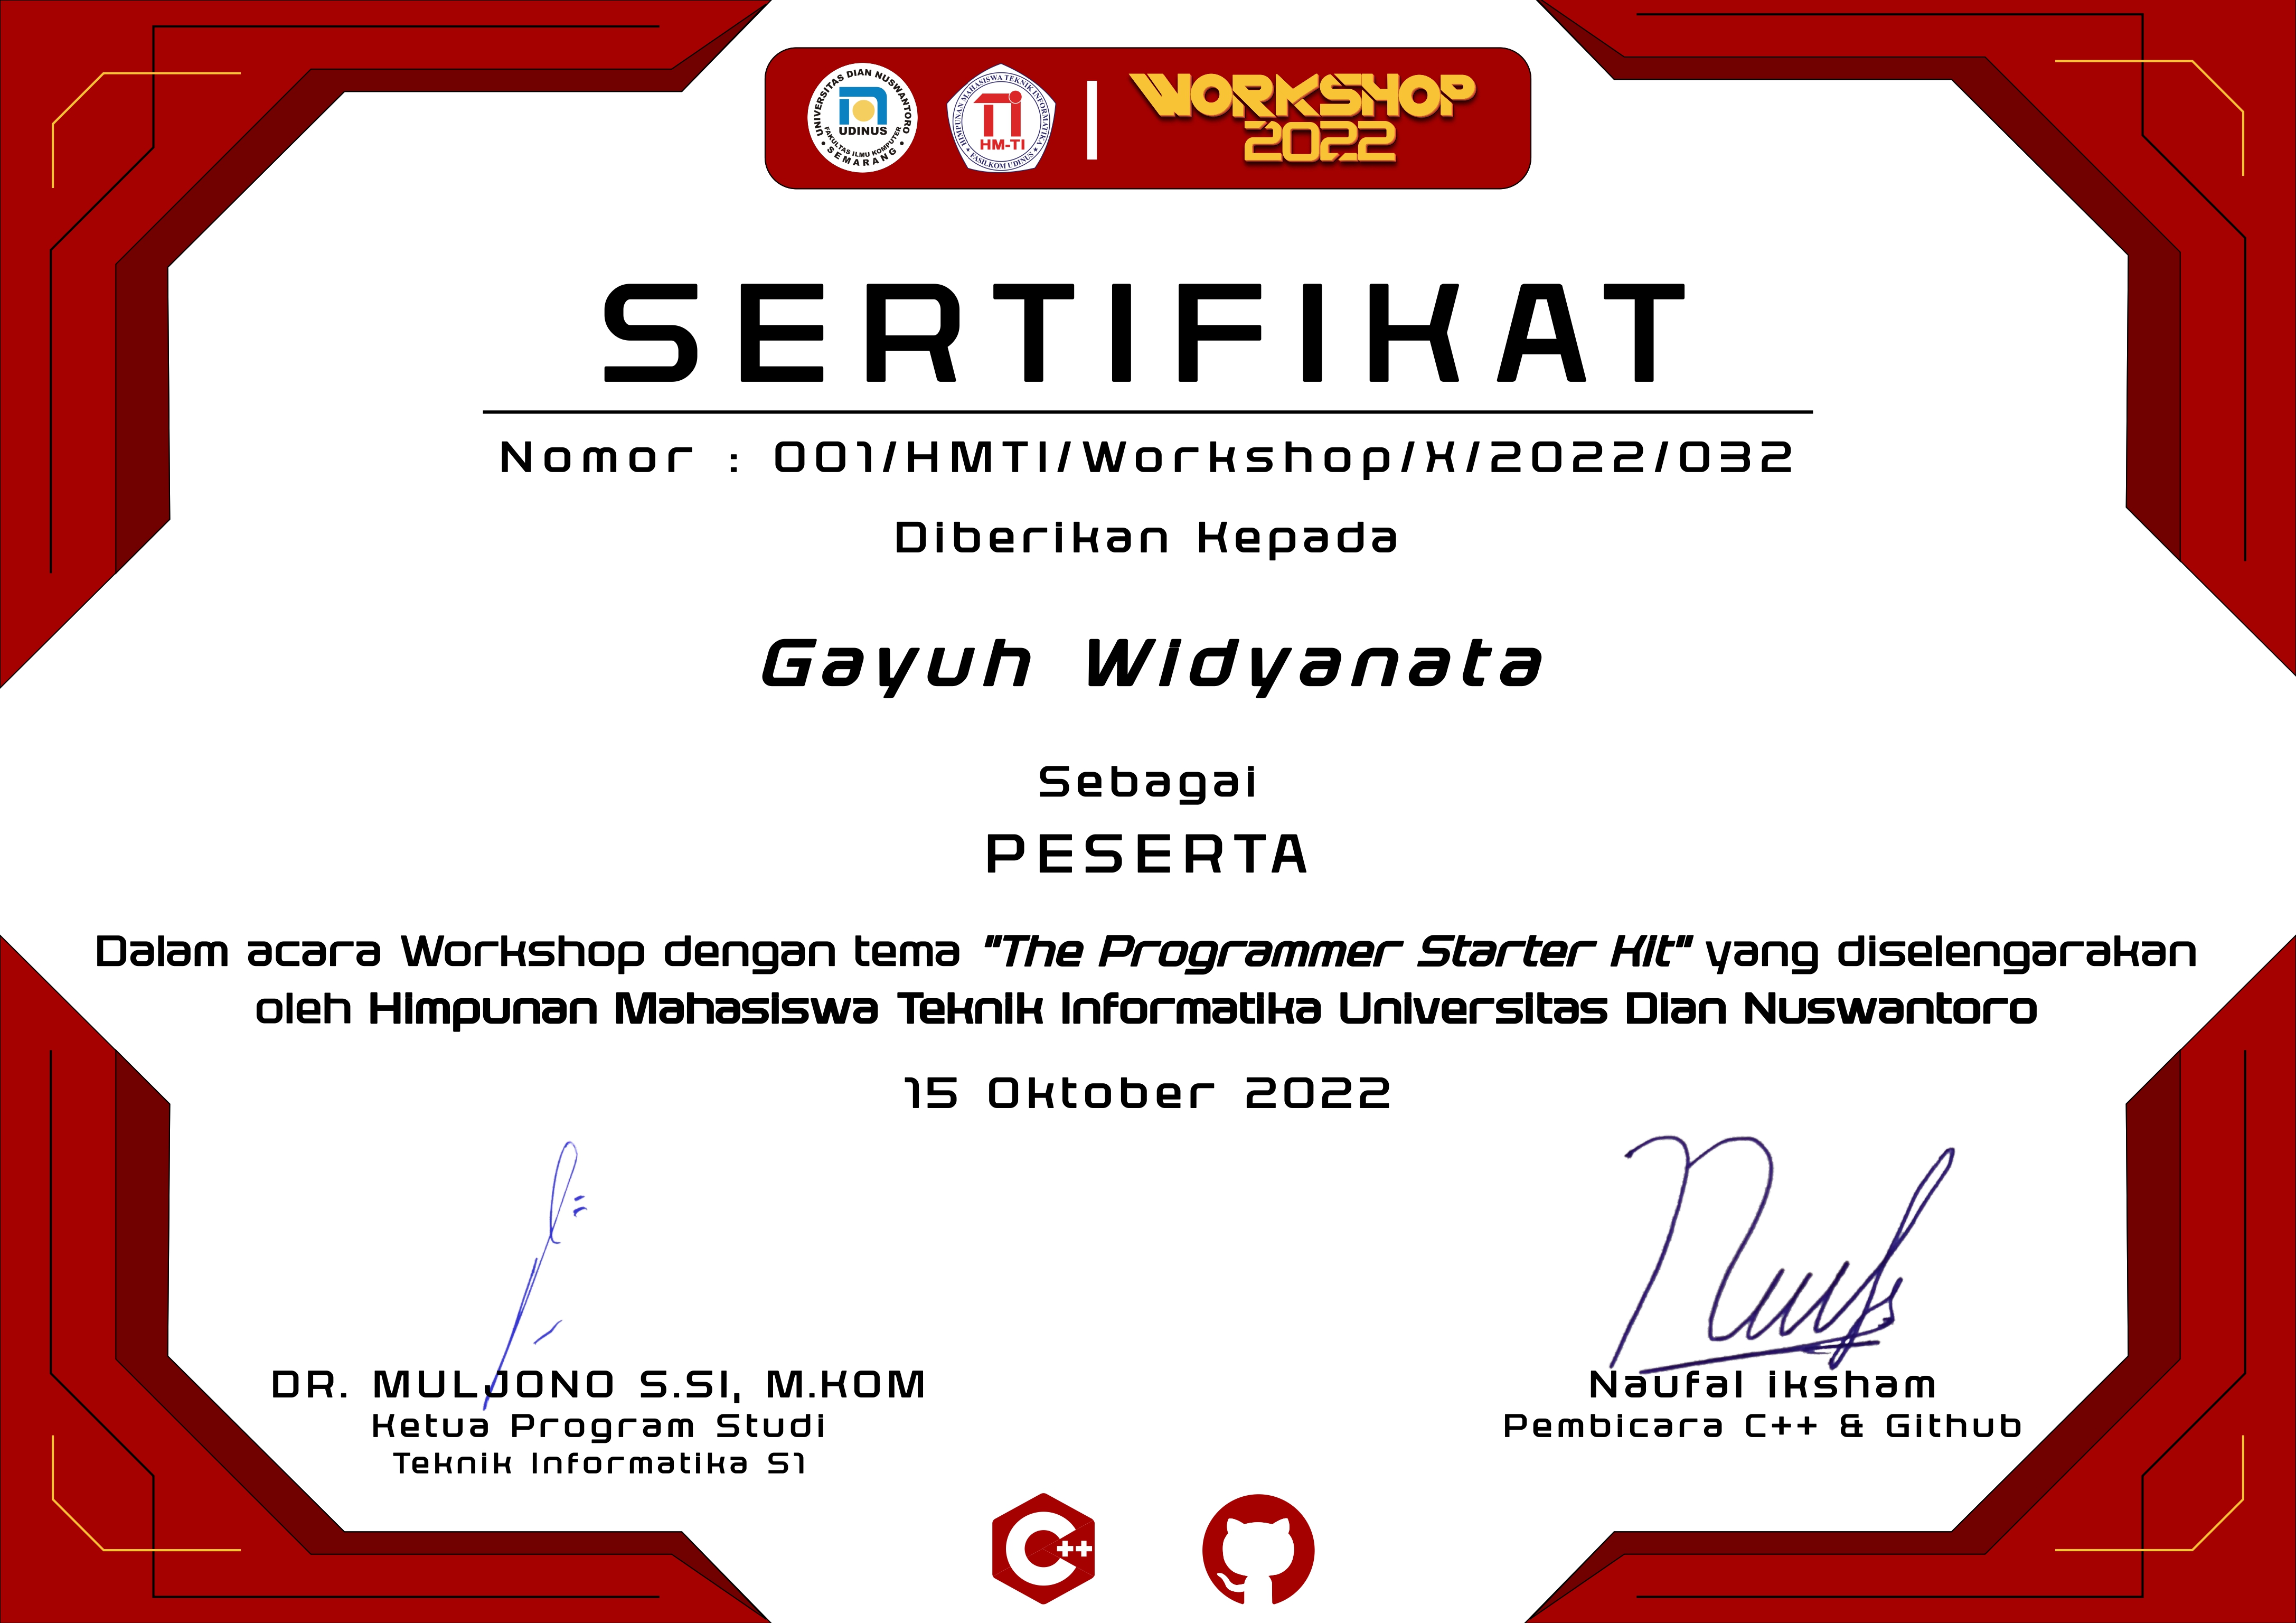 UNIVERSITAS DIAN NUSWANTORO
UDINUS
FAKULTAS ILMU KOMPUTER
• SEMARANG •
HIMPUNAN MAHASISWA TEKNIK INFORMATIKA
HM-TI
★ FASILKOM UDINUS ★
WORKSHOP
2022
SERTIFIKAT
Nomor : 001/HMTI/Workshop/X/2022/032
Diberikan Kepada
Gayuh Widyanata
Sebagai
PESERTA
Dalam acara Workshop dengan tema "The Programmer Starter Kit" yang diselengarakan
oleh Himpunan Mahasiswa Teknik Informatika Universitas Dian Nuswantoro
15 Oktober 2022
DR. MULJONO S.SI, M.KOM
Ketua Program Studi
Teknik Informatika S1
Naufal iksham
Pembicara C++ & Github
C++